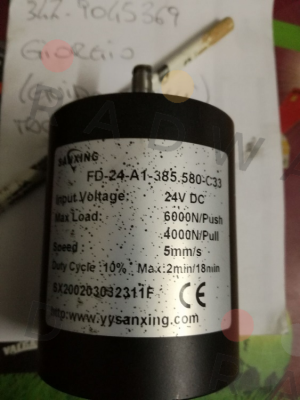 342-9045369
GIORGIO
SANXING
FD-24-A1-385.580-C33
Input Voltage: 24V DC
Max Load: 6000N/Push
4000N/Pull
Speed 5mm/s
Duty Cycle :10% Max:2min/18min
SX200203032311F CE
http:www.yysanxing.com